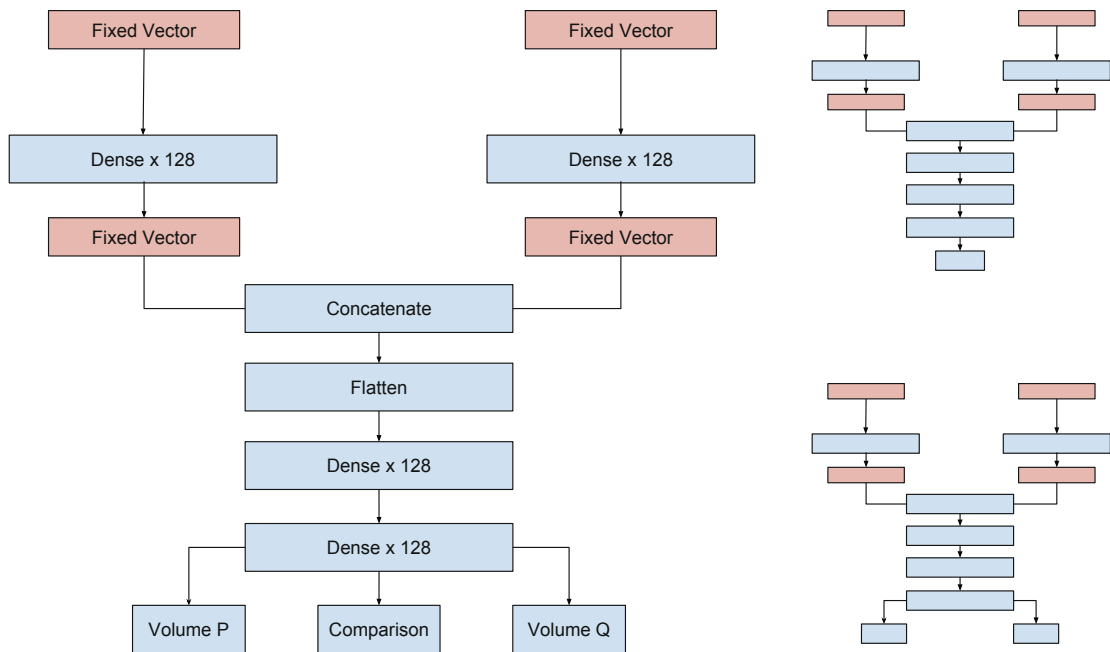 Fixed Vector
Fixed Vector
Dense x 128
Dense x 128
Fixed Vector
Fixed Vector
Concatenate
Flatten
Dense x 128
Dense x 128
Volume P
Comparison
Volume Q